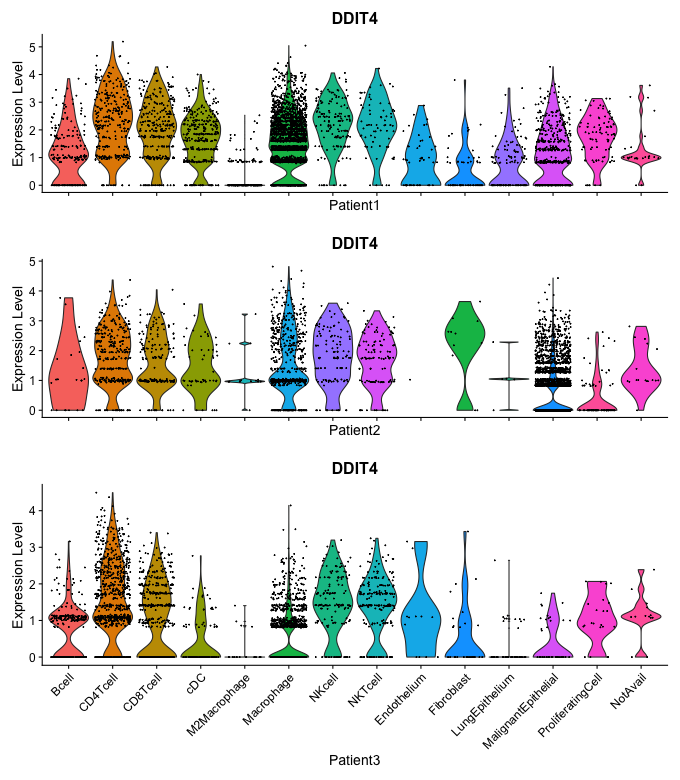 DDIT4
Expression Level
5
4
3
2
1
0
Patient1
DDIT4
Expression Level
5
4
3
2
1
0
Patient2
DDIT4
Expression Level
4
3
2
1
0
Bcell
CD4Tcell
CD8Tcell
cDC
M2Macrophage
Macrophage
NKcell
NKTcell
Endothelium
Fibroblast
LungEpithelium
MalignantEpithelial
ProliferatingCell
NotAvail
Patient3